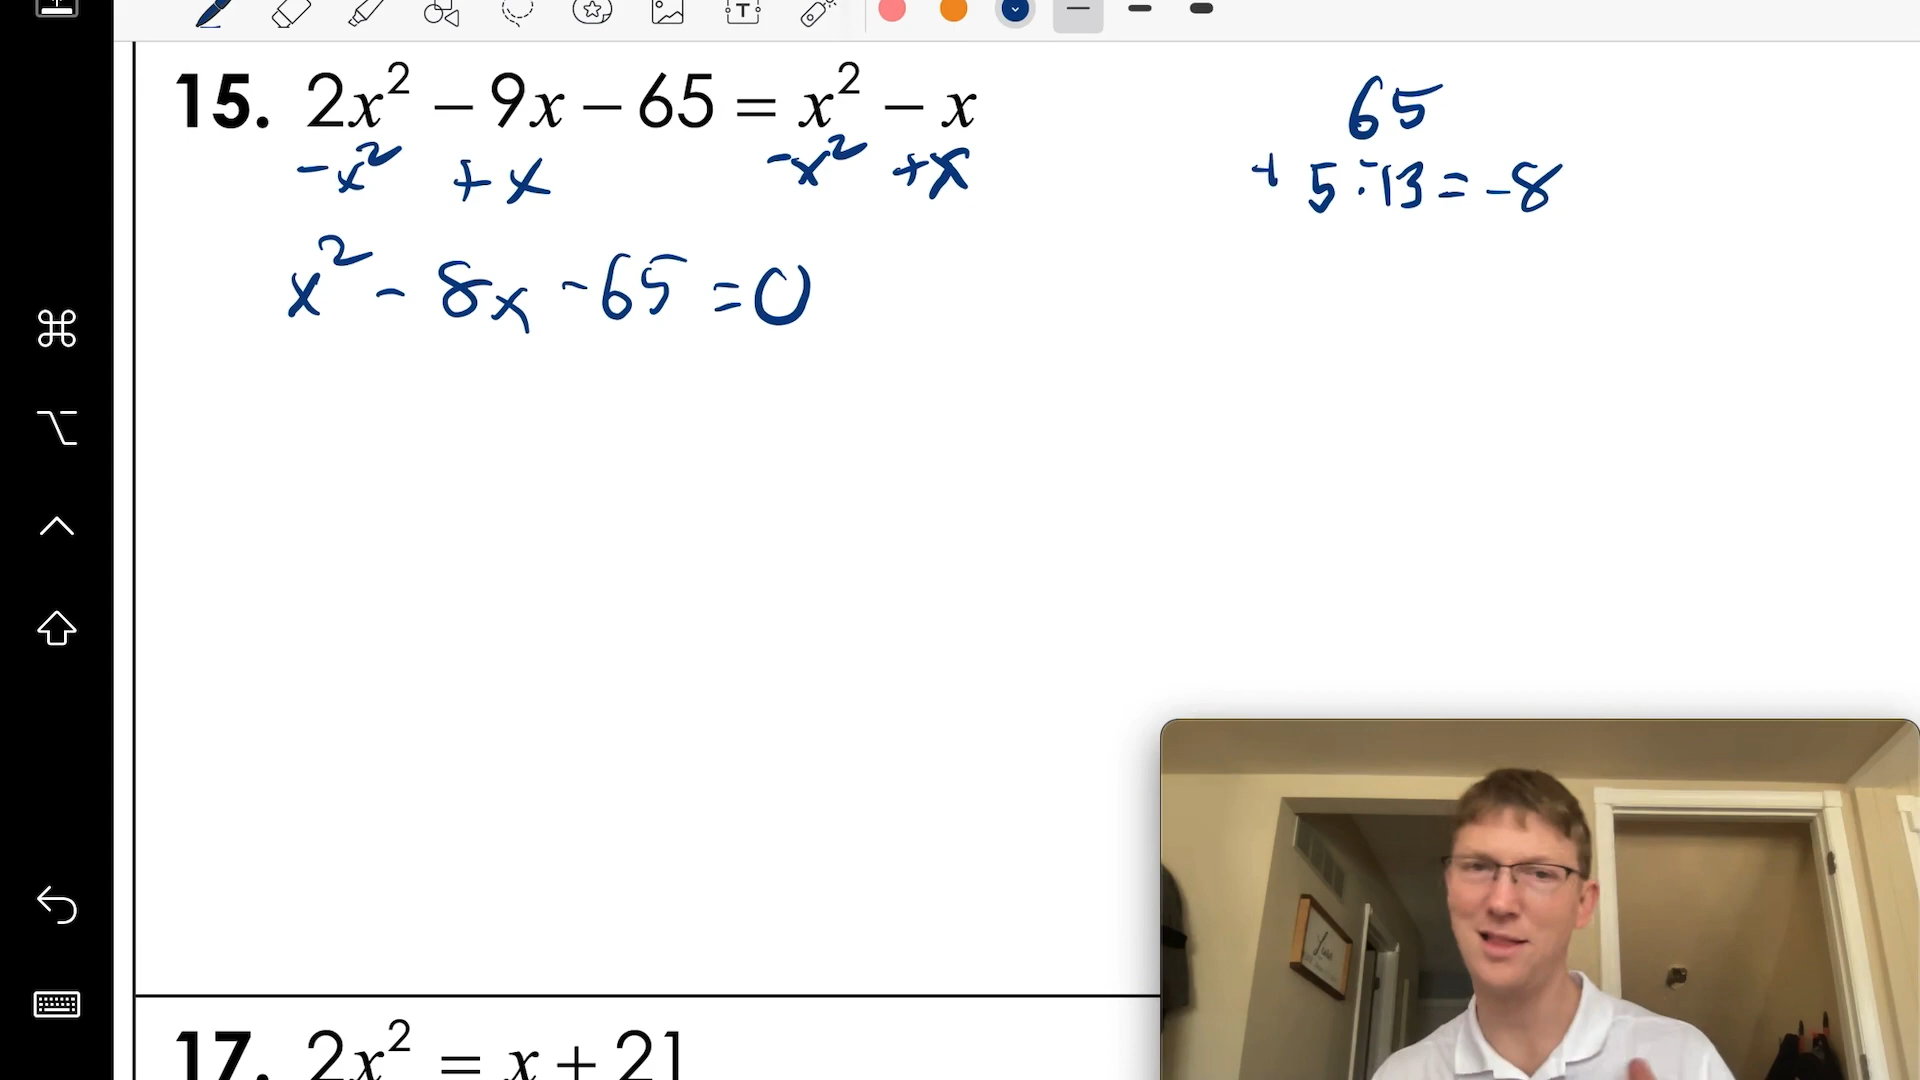 15. 2x² − 9x − 65 = x² − x
-x² + x -x² + x
x² - 8x - 65 = 0
65
+ 5 · -13 = -8
17. 2x² = x + 21
T